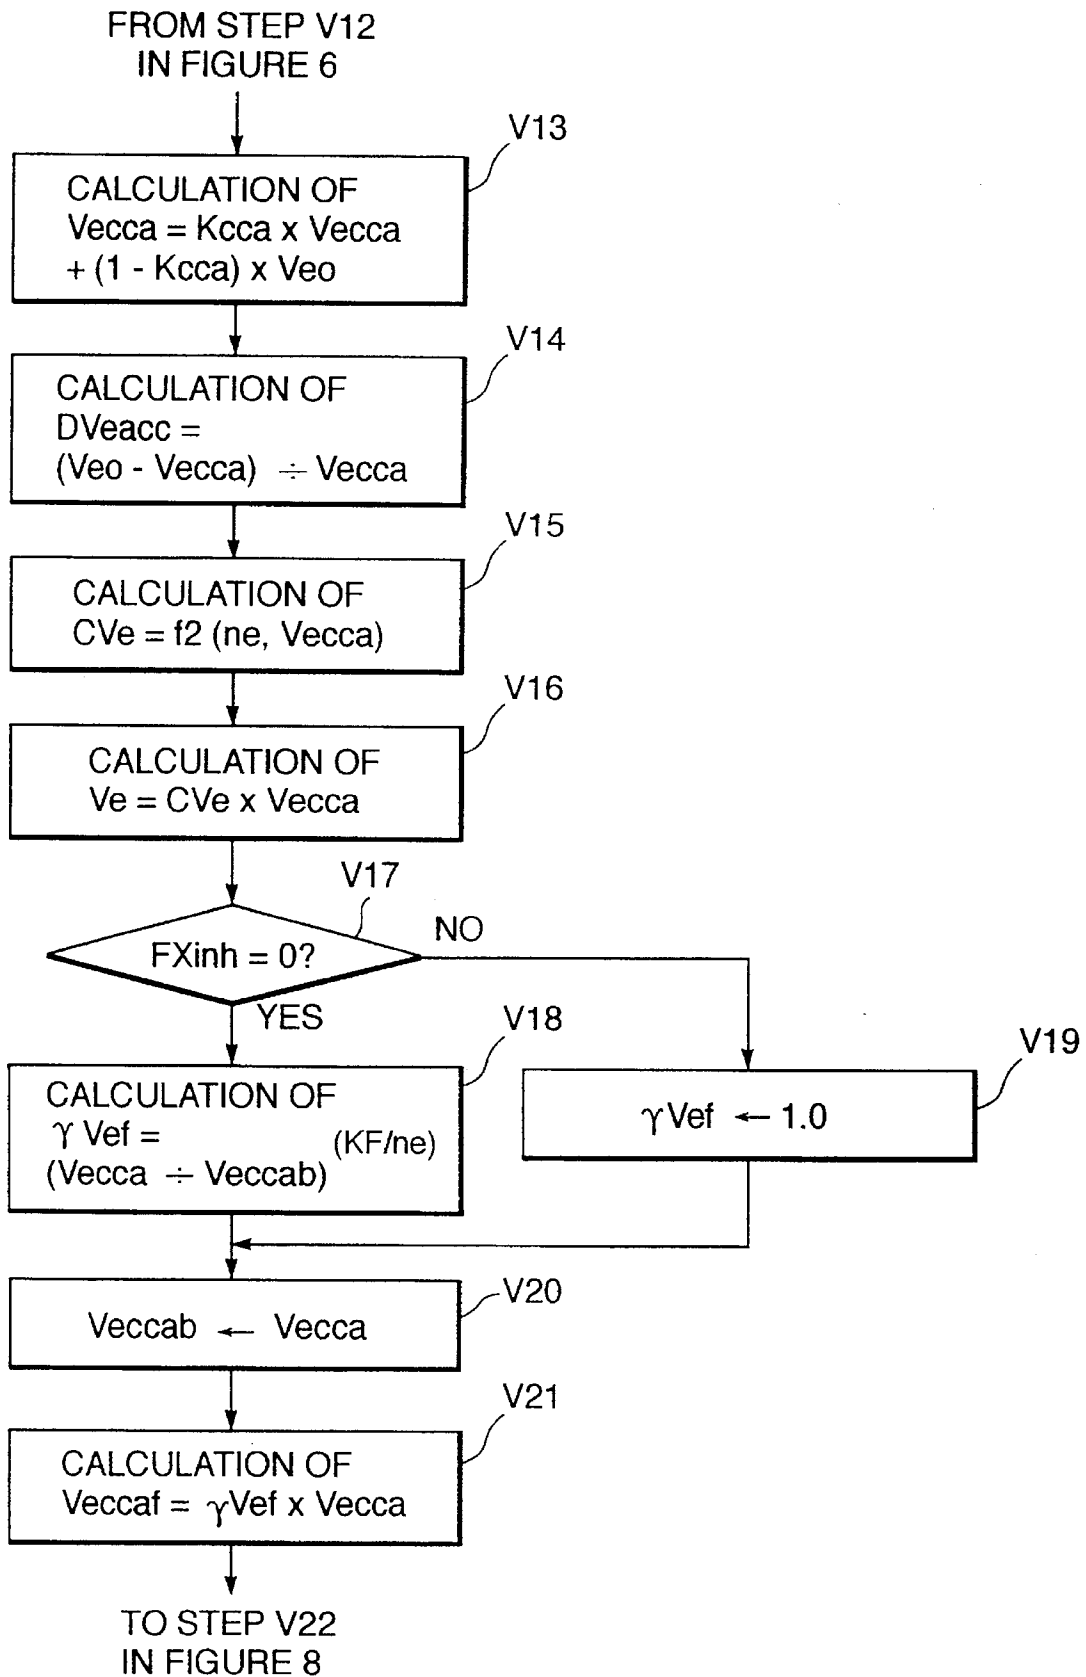 FROM STEP V12
IN FIGURE 6
V13
CALCULATION OF
Vecca = Kcca x Vecca
+ (1 - Kcca) x Veo
V14
CALCULATION OF
DVeacc =
(Veo - Vecca) ÷ Vecca
V15
CALCULATION OF
CVe = f2 (ne, Vecca)
V16
CALCULATION OF
Ve = CVe x Vecca
V17
FXinh = 0?
NO
YES
V18
CALCULATION OF
γ Vef =
(KF/ne)
(Vecca ÷ Veccab)
V19
γVef ← 1.0
V20
Veccab ← Vecca
V21
CALCULATION OF
Veccaf = γVef x Vecca
TO STEP V22
IN FIGURE 8